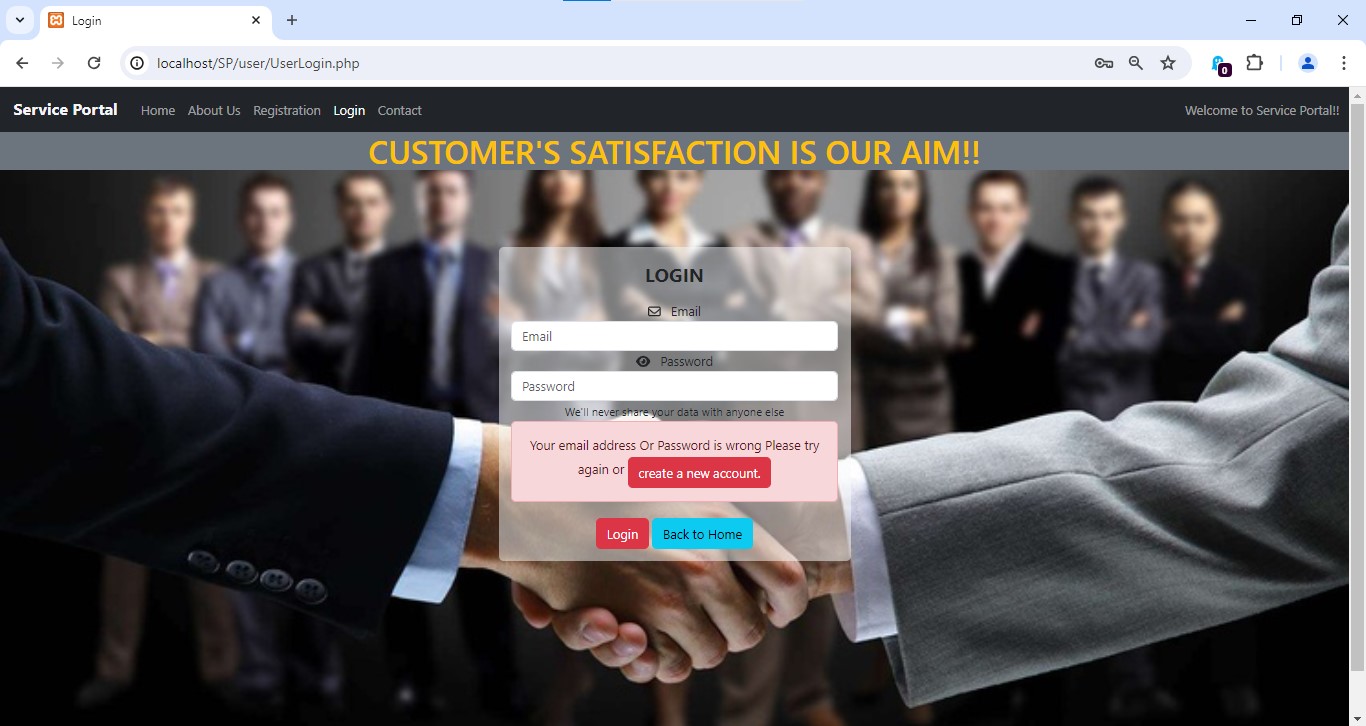 Login
localhost/SP/user/UserLogin.php
0
Service Portal Home About Us Registration Login Contact Welcome to Service Portal!!
CUSTOMER'S SATISFACTION IS OUR AIM!!
LOGIN
Email
Email
Password
Password
We'll never share your data with anyone else
Your email address Or Password is wrong Please try
again or create a new account.
Login Back to Home